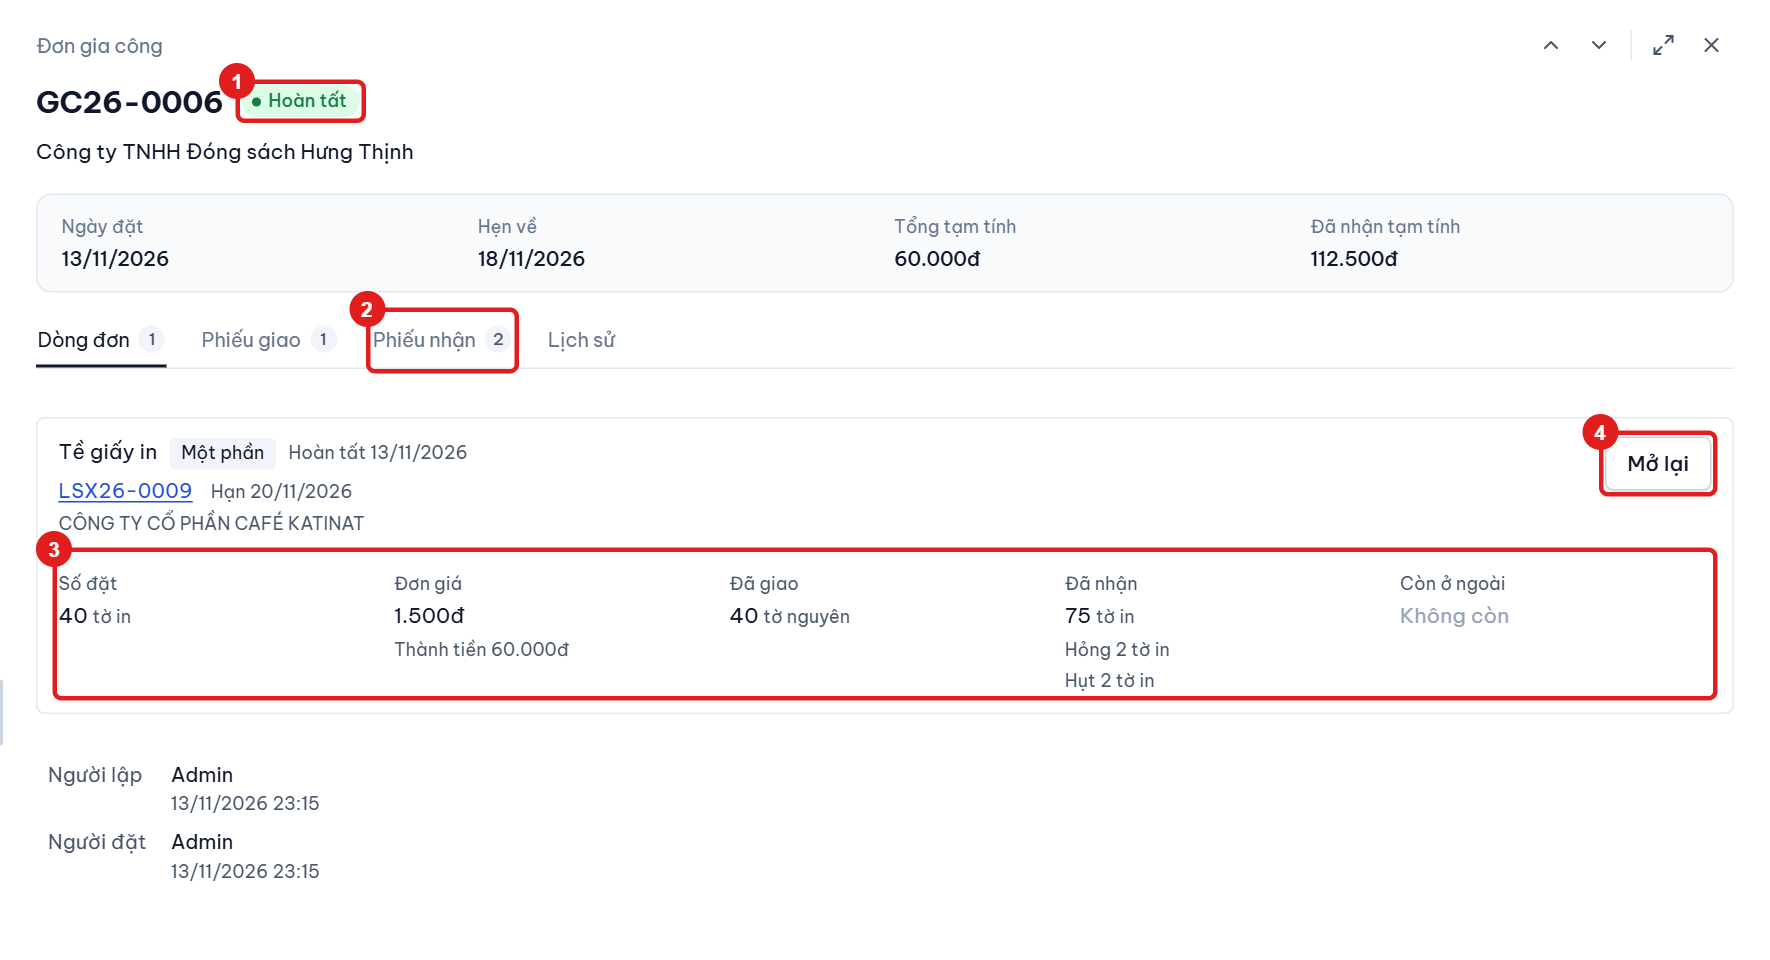 Đơn gia công
GC26-0006
1
Hoàn tất
Công ty TNHH Đóng sách Hưng Thịnh
Ngày đặt
13/11/2026
Hẹn về
18/11/2026
Tổng tạm tính
60.000đ
Đã nhận tạm tính
112.500đ
Dòng đơn 1
Phiếu giao 1
2
Phiếu nhận 2
Lịch sử
Tề giấy in Một phần Hoàn tất 13/11/2026
4
Mở lại
LSX26-0009 Hạn 20/11/2026
CÔNG TY CỔ PHẦN CAFÉ KATINAT
3
Số đặt
40 tờ in
Đơn giá
1.500đ
Thành tiền 60.000đ
Đã giao
40 tờ nguyên
Đã nhận
75 tờ in
Hỏng 2 tờ in
Hụt 2 tờ in
Còn ở ngoài
Không còn
Người lập Admin
13/11/2026 23:15
Người đặt Admin
13/11/2026 23:15